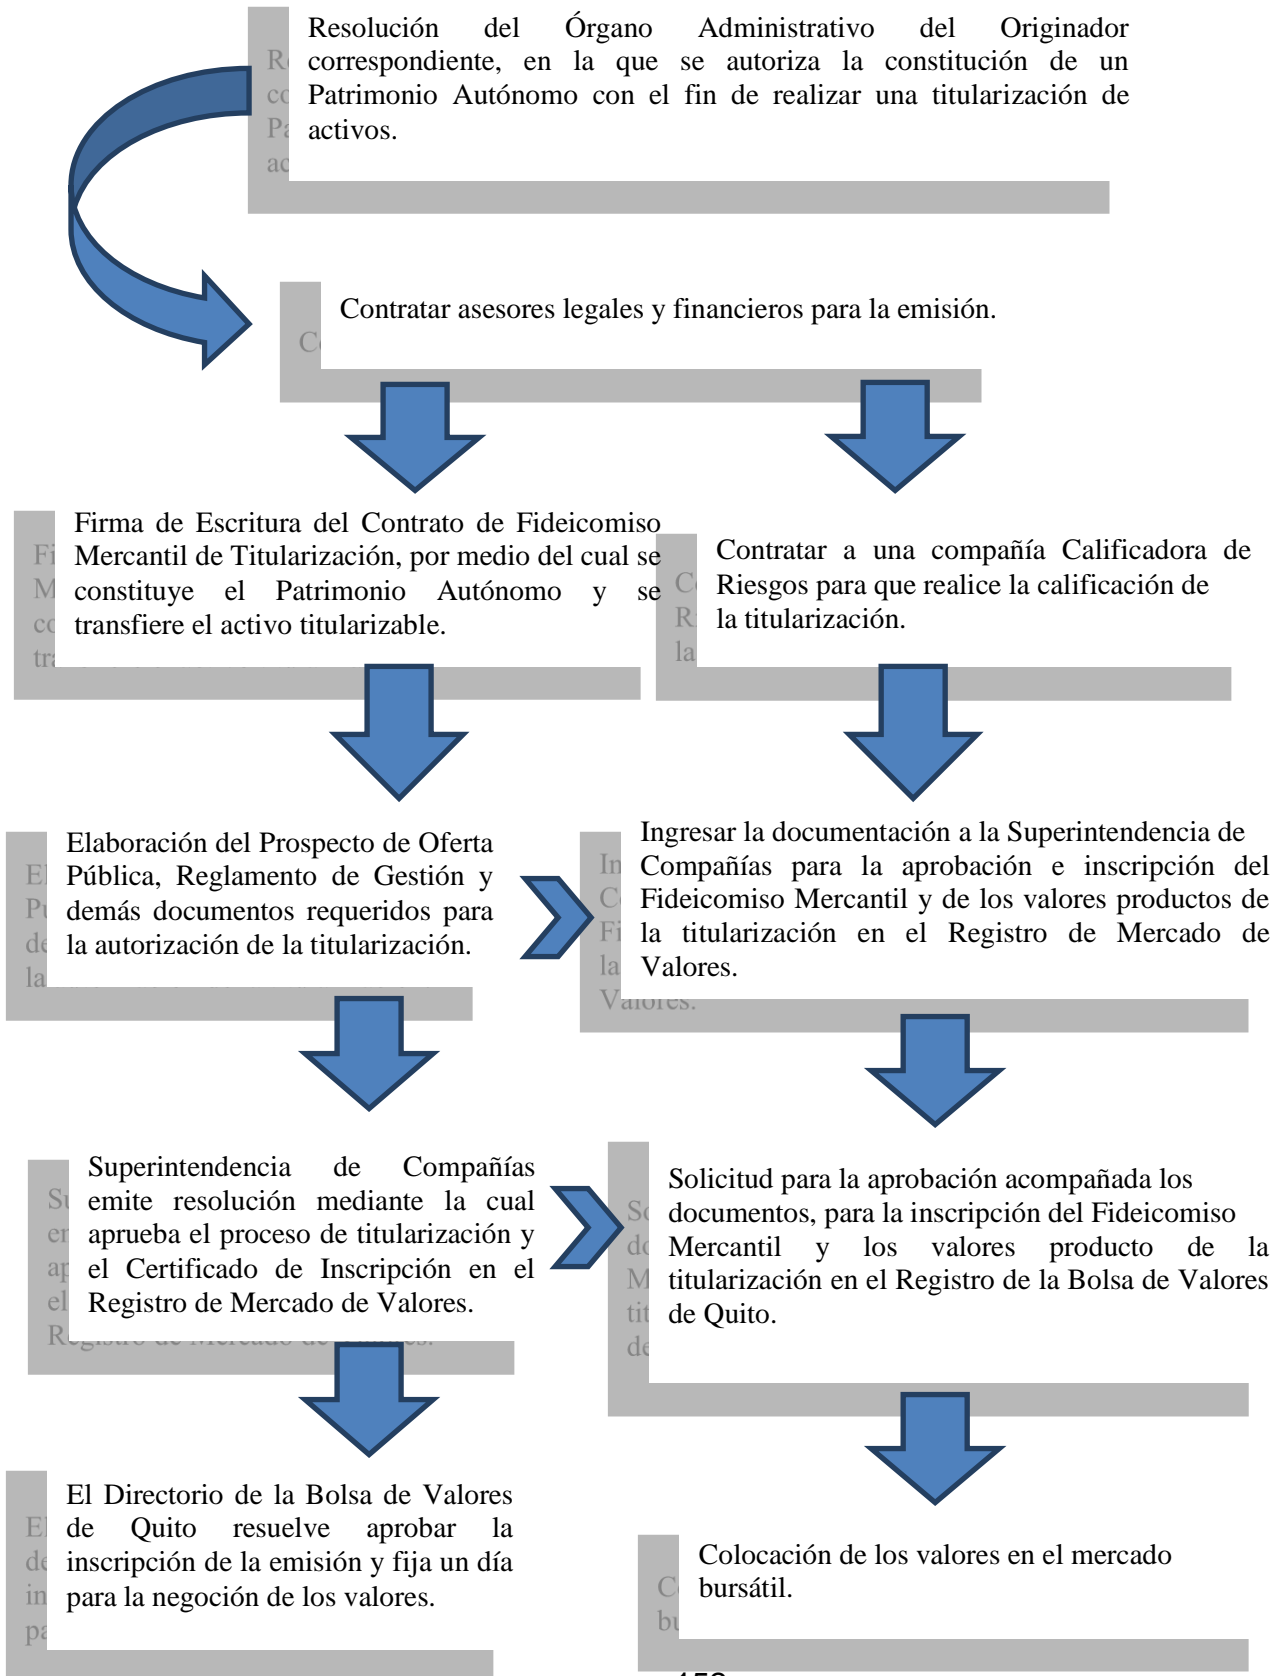 Resolución del Órgano Administrativo del Originador
correspondiente, en la que se autoriza la constitución de un
Patrimonio Autónomo con el fin de realizar una titularización de
activos.
Contratar asesores legales y financieros para la emisión.
Firma de Escritura del Contrato de Fideicomiso
Mercantil de Titularización, por medio del cual se
constituye el Patrimonio Autónomo y se
transfiere el activo titularizable.
Contratar a una compañía Calificadora de
Riesgos para que realice la calificación de
la titularización.
Elaboración del Prospecto de Oferta
Pública, Reglamento de Gestión y
demás documentos requeridos para
la autorización de la titularización.
Ingresar la documentación a la Superintendencia de
Compañías para la aprobación e inscripción del
Fideicomiso Mercantil y de los valores productos de
la titularización en el Registro de Mercado de
Valores.
Superintendencia de Compañías
emite resolución mediante la cual
aprueba el proceso de titularización y
el Certificado de Inscripción en el
Registro de Mercado de Valores.
Solicitud para la aprobación acompañada los
documentos, para la inscripción del Fideicomiso
Mercantil y los valores producto de la
titularización en el Registro de la Bolsa de Valores
de Quito.
El Directorio de la Bolsa de Valores
de Quito resuelve aprobar la
inscripción de la emisión y fija un día
para la negoción de los valores.
Colocación de los valores en el mercado
bursátil.